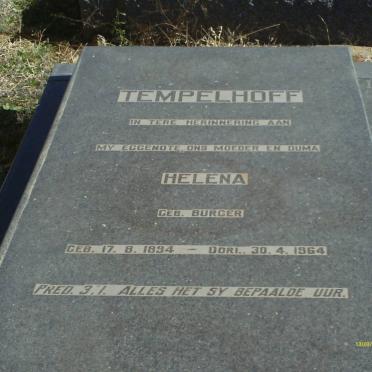 TEMPELHOFF
IN TERE HERINNERING AAN
MY EGGENOTE, ONS MOEDER EN OUMA
HELENA
GEB. BURGER
GEB. 17. 8. 1894 — OORL. 30. 4. 1964
PRED. 3.1. ALLES HET SY BEPAALDE UUR.